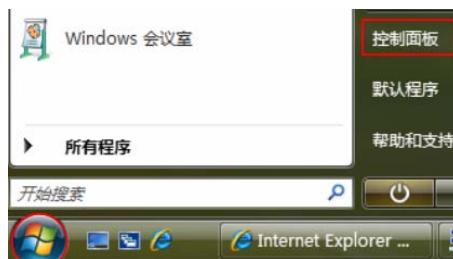 Windows 会议室
控制面板
默认程序
所有程序
帮助和支持
开始搜索
Internet Explorer ...